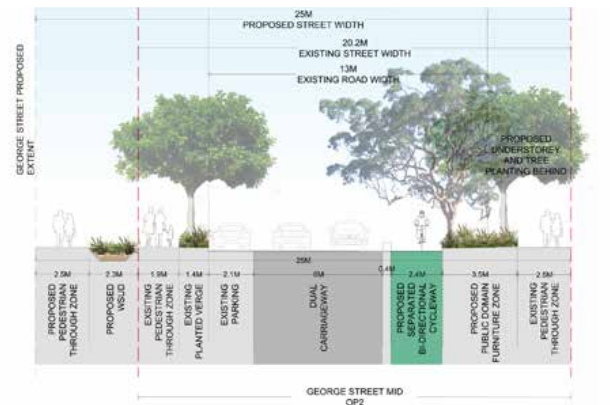 25M
PROPOSED STREET WIDTH
20.2M
EXISTING STREET WIDTH
13M
EXISTING ROAD WIDTH
GEORGE STREET PROPOSED
EXTENT
PROPOSED
UNDERSTOREY
AND TREE
PLANTING BEHIND
25M
2.5M
2.3M
1.9M
1.4M
2.1M
6M
0.4M
2.4M
3.5M
2.5M
PROPOSED
PEDESTRIAN
THROUGH ZONE
PROPOSED
WSUD
EXISITING
PEDESTRIAN
THROUGH ZONE
EXISTING
PLANTED VERGE
EXISTING
PARKING
DUAL
CARRIAGEWAY
PROPOSED
SEPARATED
BI-DIRECTIONAL
CYCLEWAY
PROPOSED
PUBLIC DOMAIN
FURNITURE ZONE
EXISTING
PEDESTRIAN
THROUGH ZONE
GEORGE STREET MID
OP2